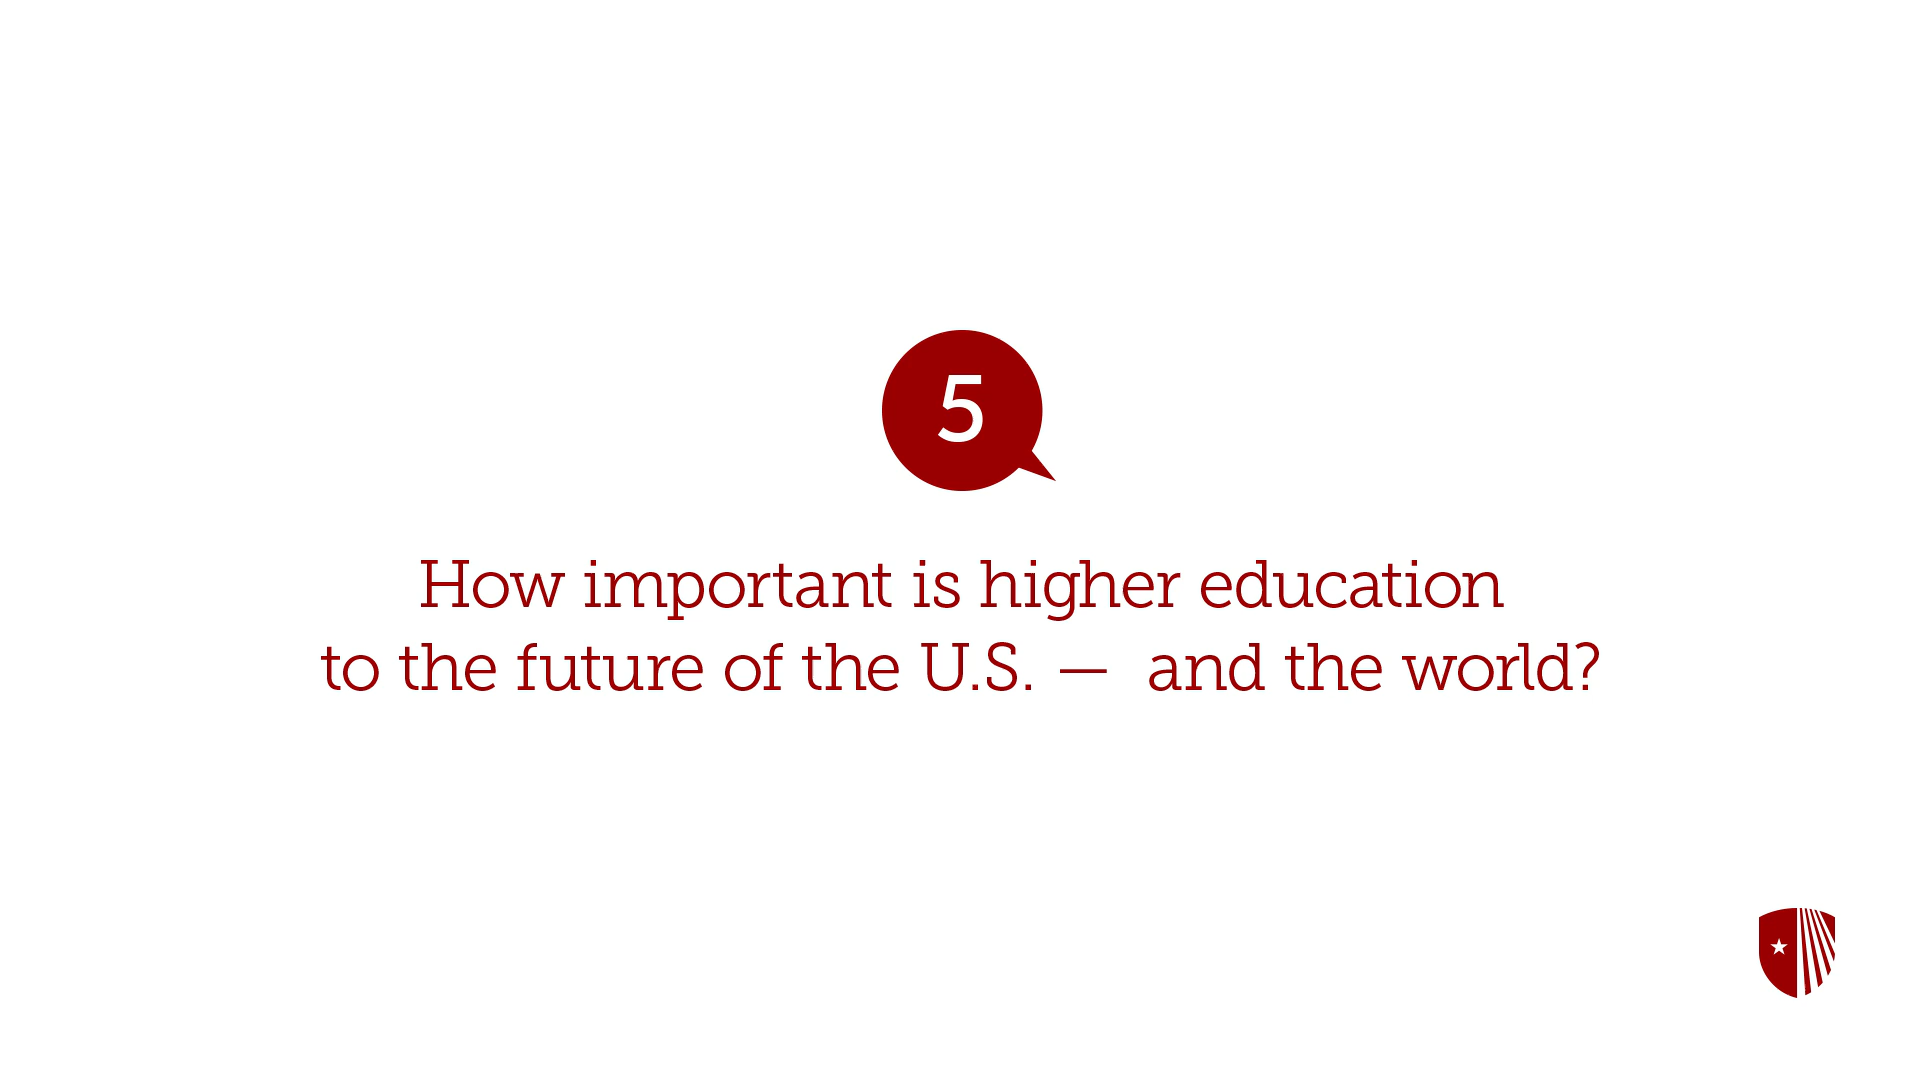 5
How important is higher education
to the future of the U.S. — and the world?